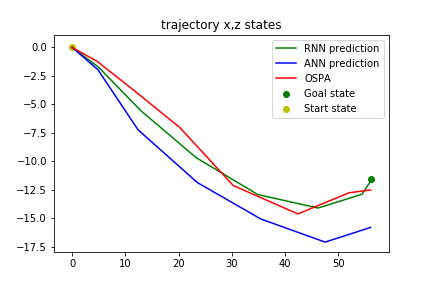 trajectory x,z states
RNN prediction
ANN prediction
OSPA
Goal state
Start state
0.0
−2.5
−5.0
−7.5
−10.0
−12.5
−15.0
−17.5
0 10 20 30 40 50